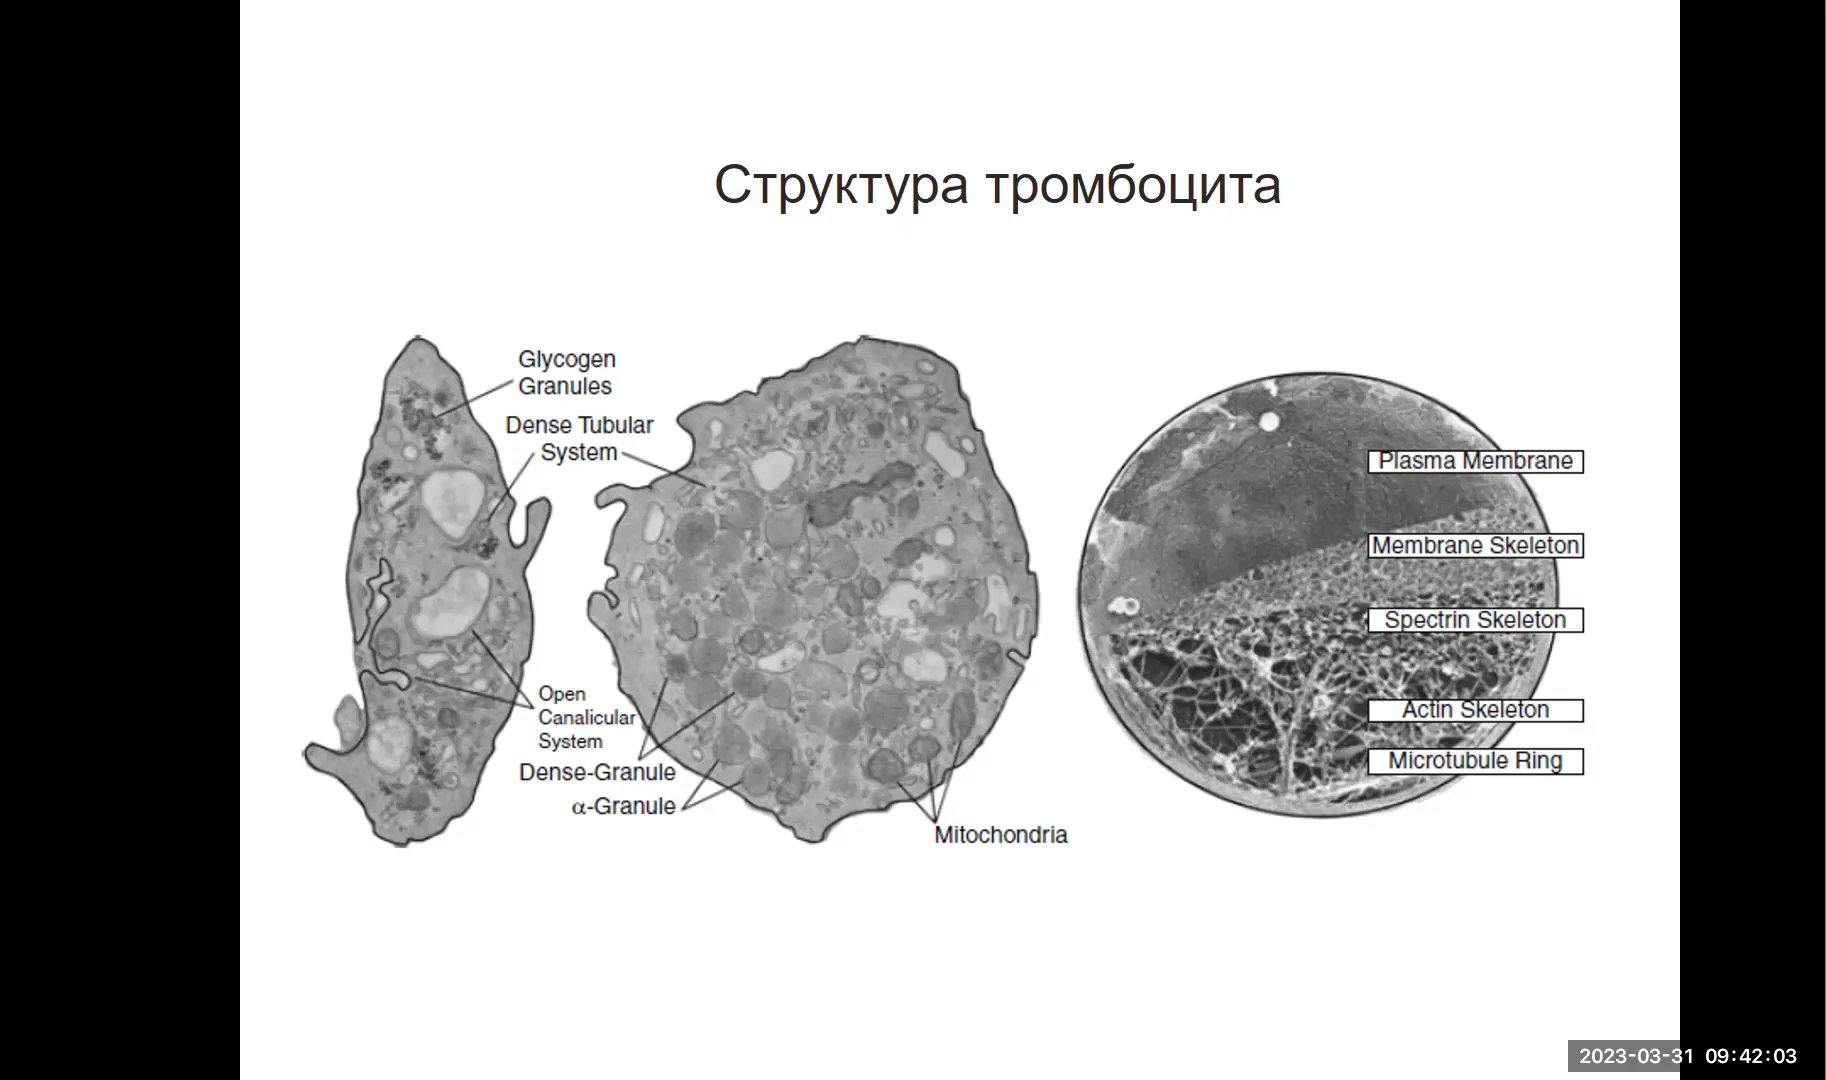 Структура тромбоцита
Glycogen
Granules
Dense Tubular
System
Open
Canalicular
System
Dense-Granule
α-Granule
Mitochondria
Plasma Membrane
Membrane Skeleton
Spectrin Skeleton
Actin Skeleton
Microtubule Ring
2023-03-31 09:42:03